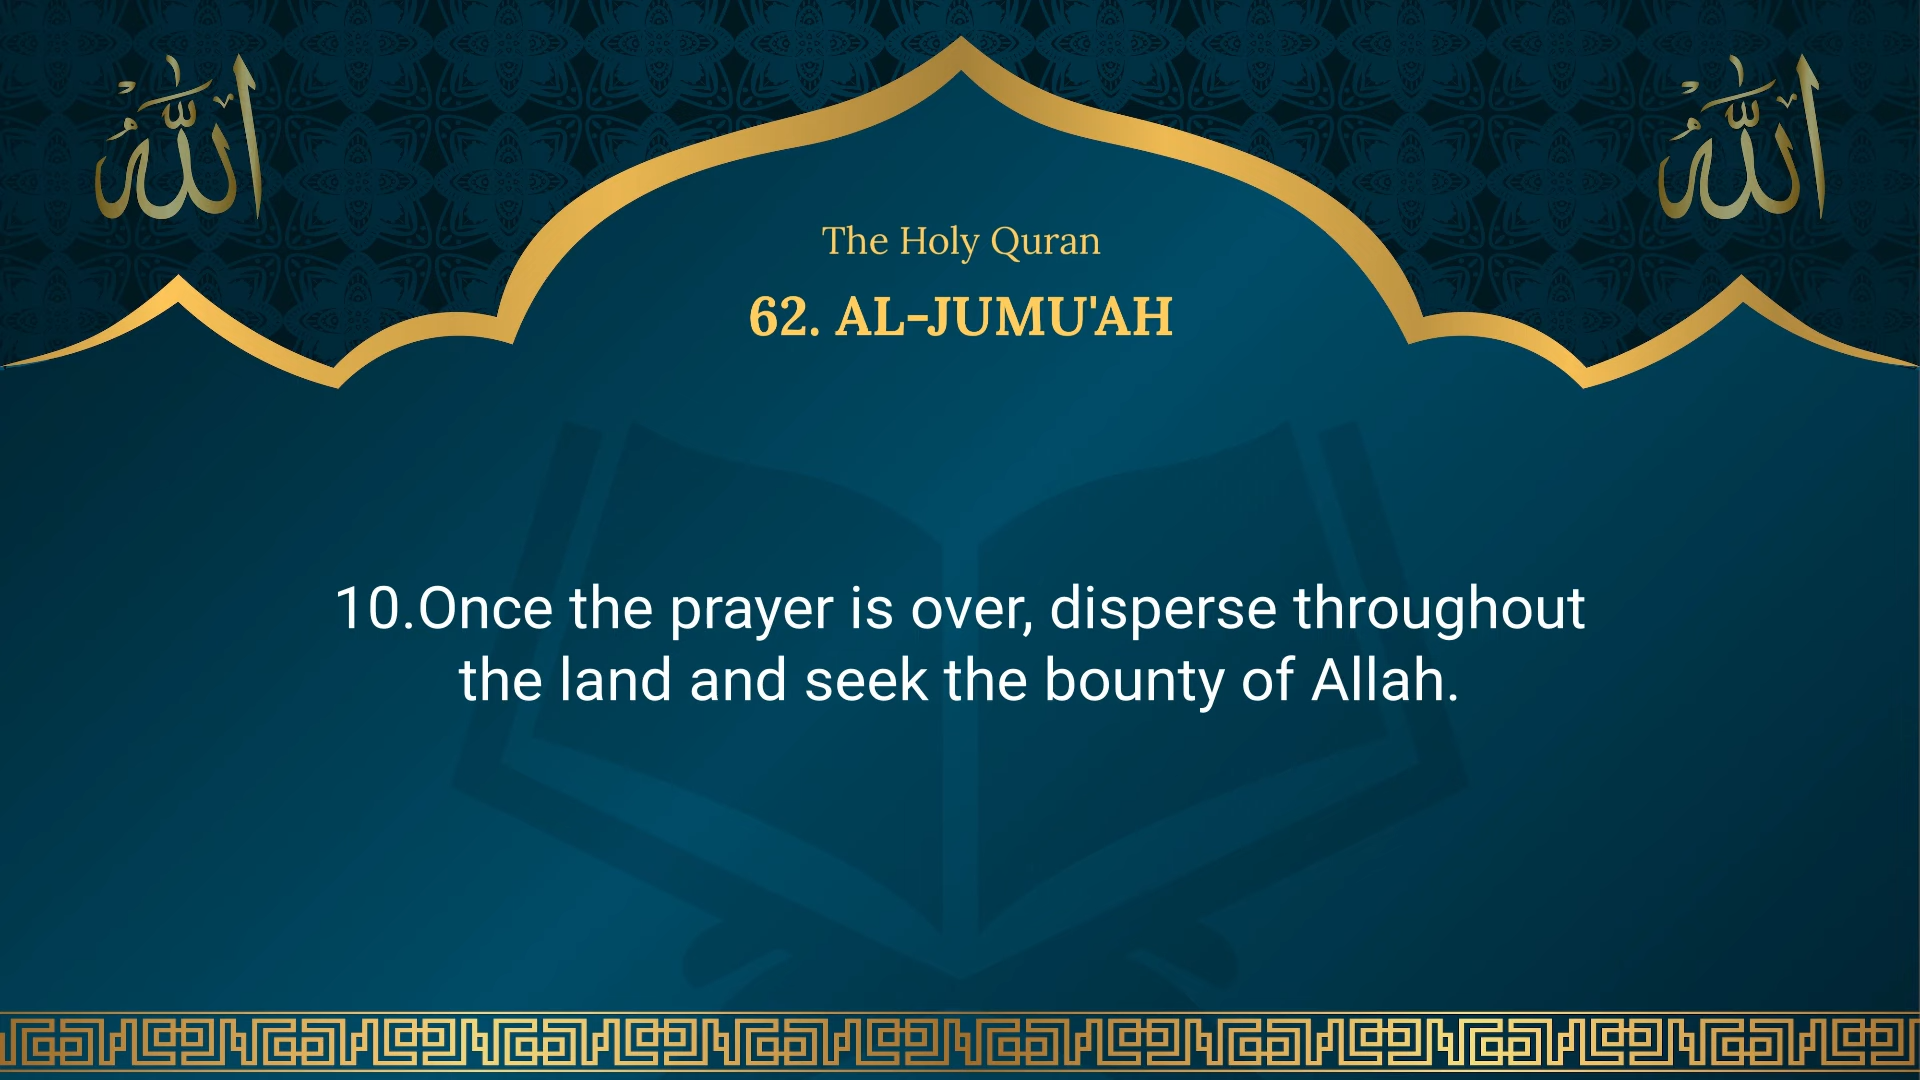 الله
الله
The Holy Quran
62. AL-JUMU'AH
10.Once the prayer is over, disperse throughout
the land and seek the bounty of Allah.